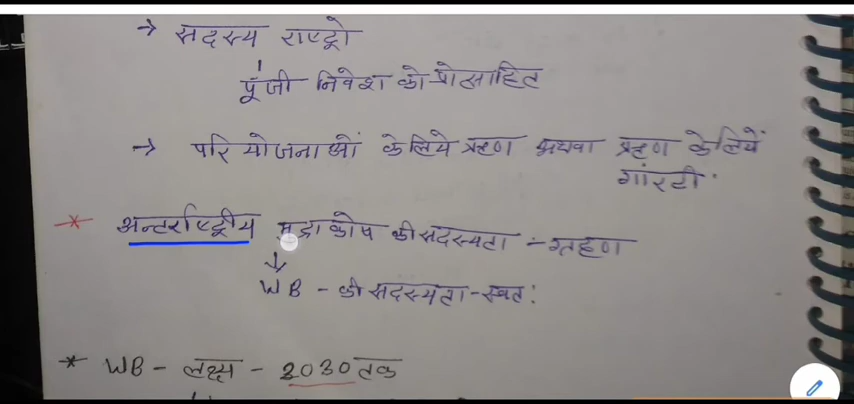 → सदस्य राष्ट्रो
पूंजी निवेश को प्रोत्साहित
→ परियोजनाओं के लिये ऋण अथवा ऋण के लिये
गांरटी.
* अन्तर्राष्ट्रीय मुद्रा कोष की सदस्यता - ग्रहण
↓
WB - की सदस्यता - स्वत:
* WB - लक्ष्य - 2030 तक